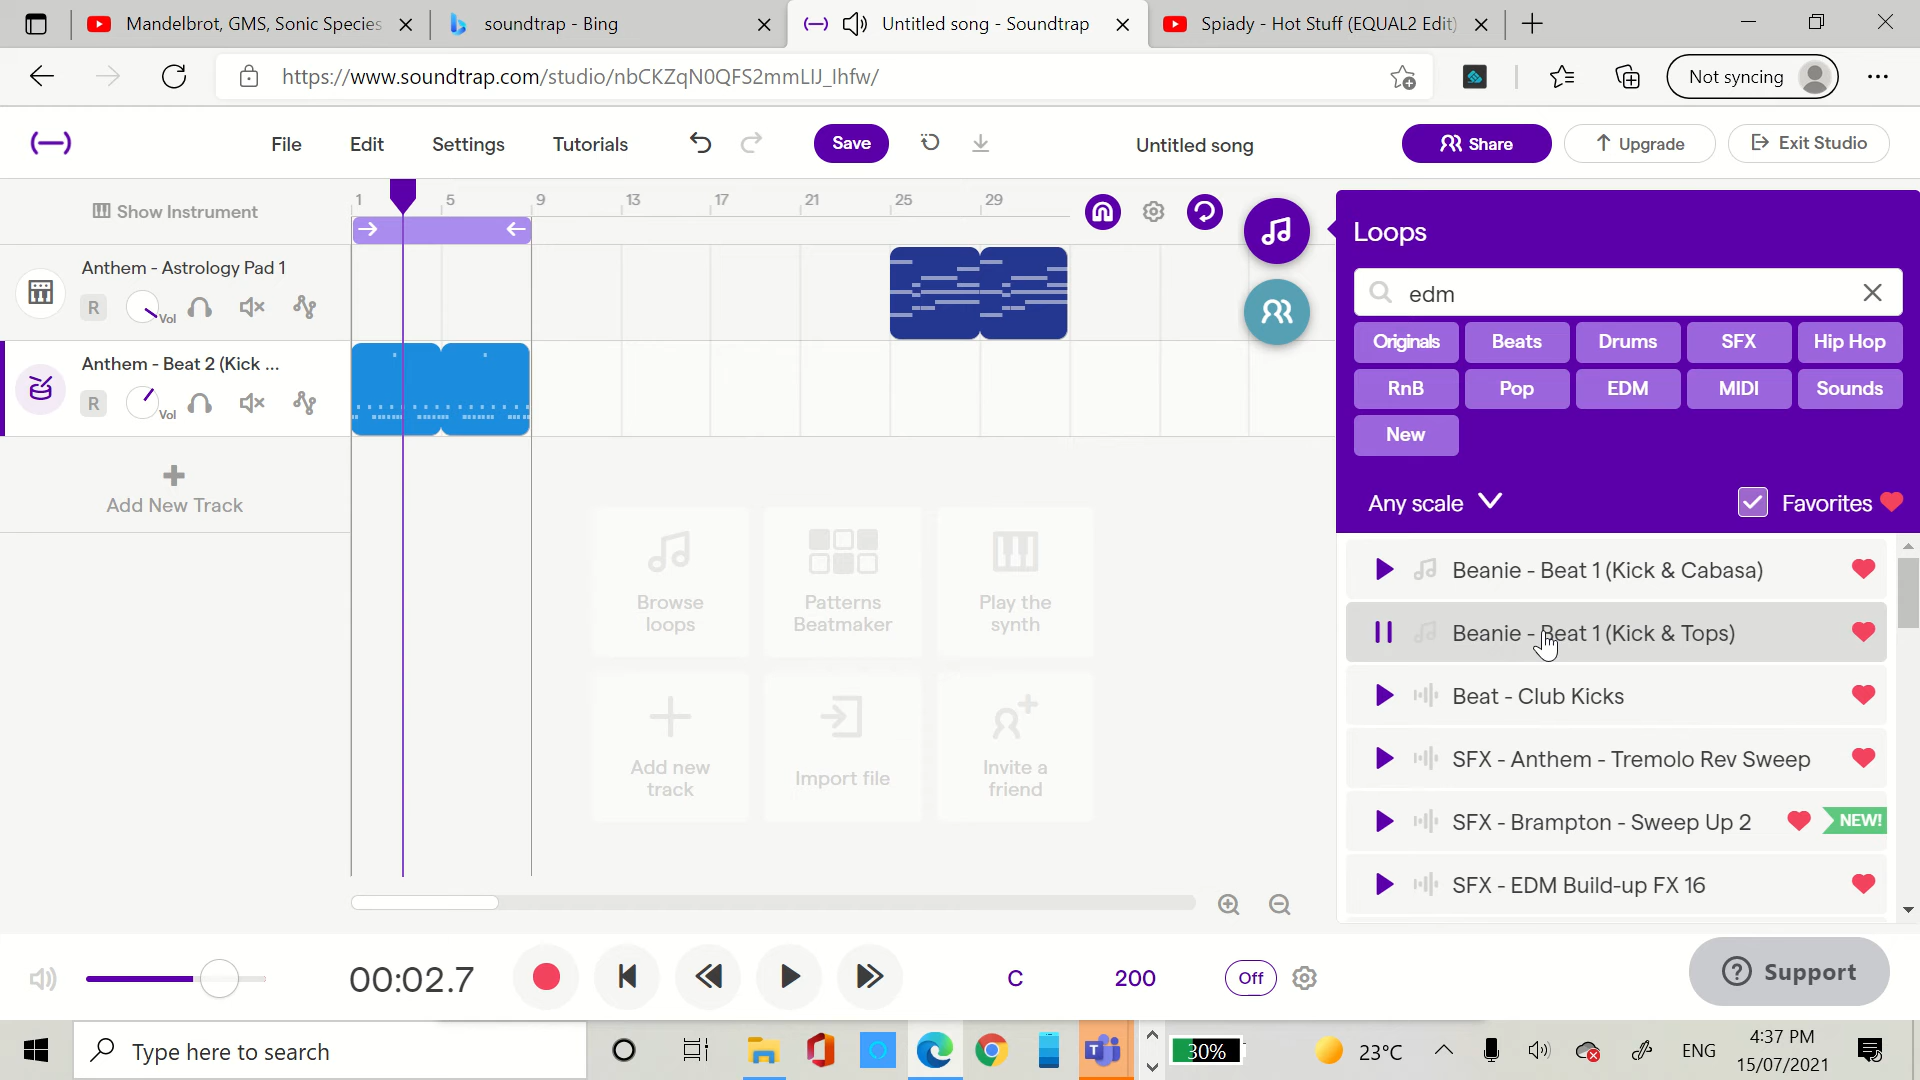 Mandelbrot, GMS, Sonic Species
soundtrap - Bing
Untitled song - Soundtrap
Spiady - Hot Stuff (EQUAL2 Edit)
https://www.soundtrap.com/studio/nbCKZqN0QFS2mmLIJ_Ihfw/
Not syncing
File
Edit
Settings
Tutorials
Save
Untitled song
Share
Upgrade
Exit Studio
Show Instrument
1
5
9
13
17
21
25
29
Anthem - Astrology Pad 1
R
Vol
Anthem - Beat 2 (Kick ...
R
Vol
Add New Track
Browse loops
Patterns Beatmaker
Play the synth
Add new track
Import file
Invite a friend
Loops
edm
Originals
Beats
Drums
SFX
Hip Hop
RnB
Pop
EDM
MIDI
Sounds
New
Any scale
Favorites
Beanie - Beat 1 (Kick & Cabasa)
Beanie - Beat 1 (Kick & Tops)
Beat - Club Kicks
SFX - Anthem - Tremolo Rev Sweep
SFX - Brampton - Sweep Up 2
NEW!
SFX - EDM Build-up FX 16
00:02.7
C
200
Off
Support
Type here to search
30%
23°C
ENG
4:37 PM
15/07/2021